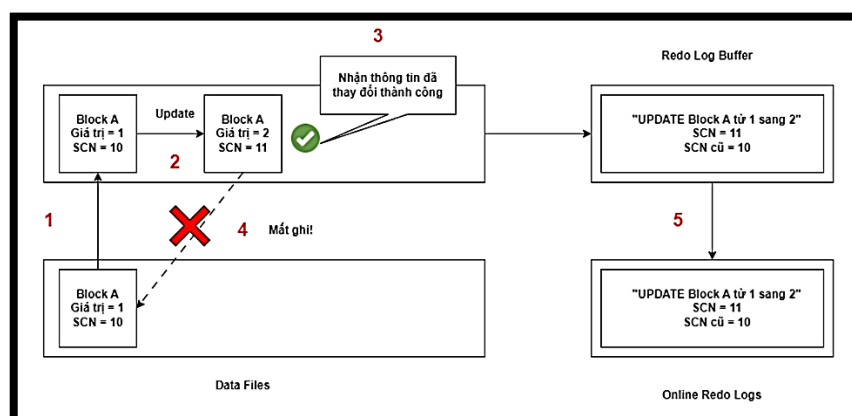 3
Redo Log Buffer
Nhận thông tin đã
thay đổi thành công
Block A
Giá trị = 1
SCN = 10
Update
Block A
Giá trị = 2
SCN = 11
"UPDATE Block A từ 1 sang 2"
SCN = 11
SCN cũ = 10
2
1
4
Mất ghi!
5
Block A
Giá trị = 1
SCN = 10
"UPDATE Block A từ 1 sang 2"
SCN = 11
SCN cũ = 10
Data Files
Online Redo Logs